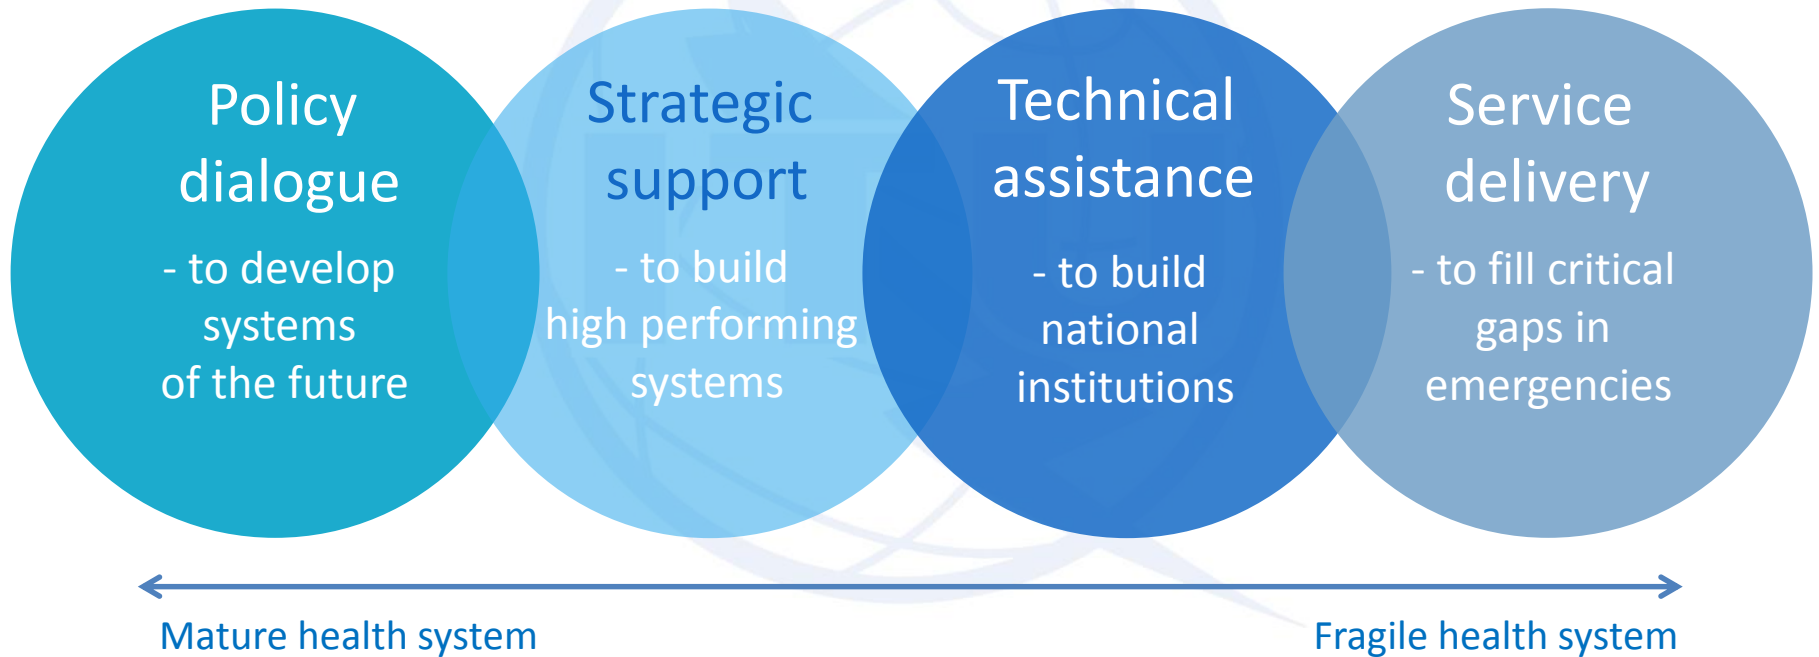 Policy
dialogue
- to develop
systems
of the future
Strategic
support
- to build
high performing
systems
Technical
assistance
- to build
national
institutions
Service
delivery
- to fill critical
gaps in
emergencies
Mature health system
Fragile health system